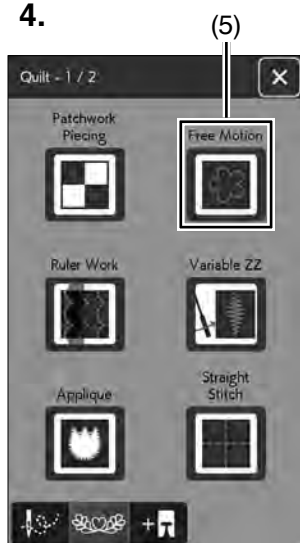 4.
(5)
Quilt - 1 / 2
Patchwork
Piecing
Free Motion
Ruler Work
Variable ZZ
Applique
Straight
Stitch